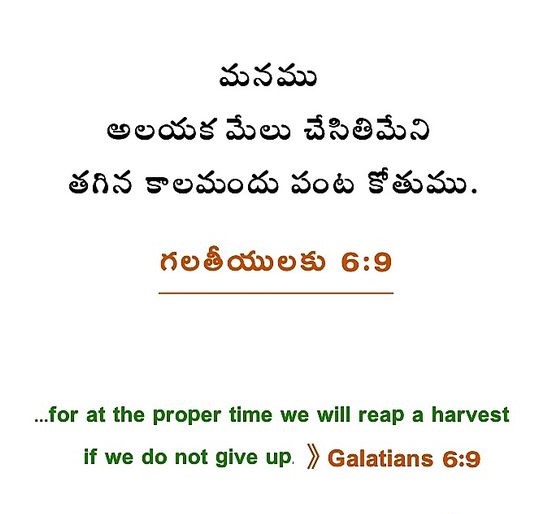 మనము
అలయక మేలు చేసితిమేని
తగిన కాలమందు పంట కోతుము.
గలతీయులకు 6:9
...for at the proper time we will reap a harvest
if we do not give up. 》Galatians 6:9